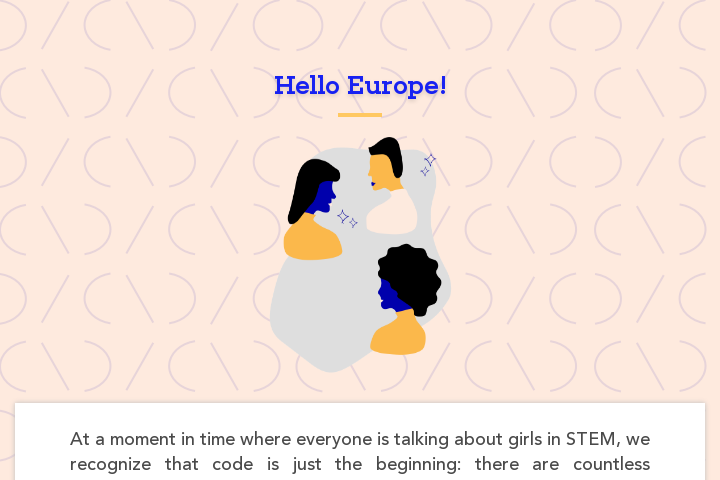 Hello Europe!
At a moment in time where everyone is talking about girls in STEM, we
recognize that code is just the beginning: there are countless